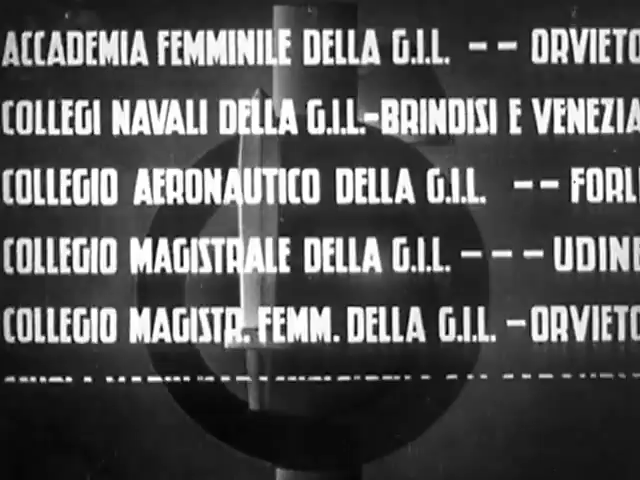 ACCADEMIA FEMMINILE DELLA G.I.L. -- ORVIETO
COLLEGI NAVALI DELLA G.I.L.-BRINDISI E VENEZIA
COLLEGIO AERONAUTICO DELLA G.I.L. -- FORLI
COLLEGIO MAGISTRALE DELLA G.I.L. --- UDINE
COLLEGIO MAGISTR. FEMM. DELLA G.I.L. -ORVIETO